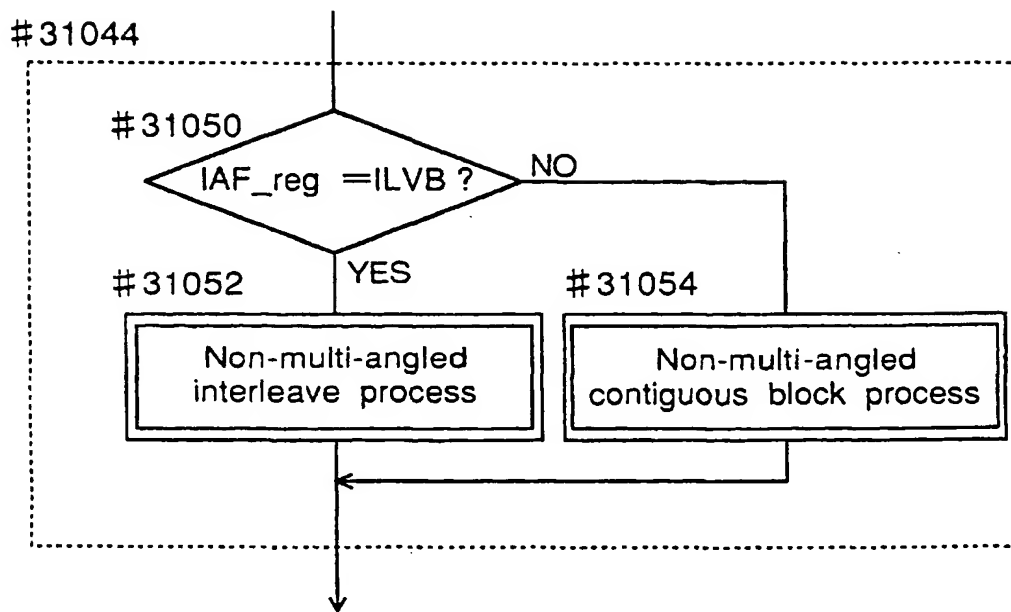 #31044
#31050
IAF_reg =ILVB ?
NO
YES
#31052
#31054
Non-multi-angled
interleave process
Non-multi-angled
contiguous block process